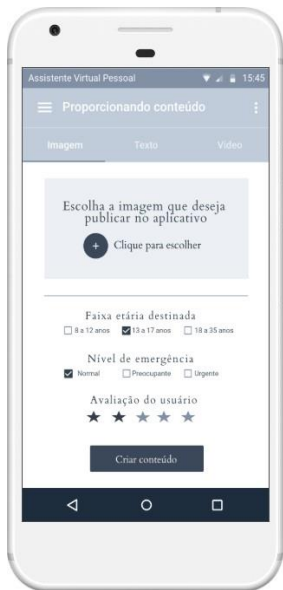 Assistente Virtual Pessoal 15:45
Proporcionando conteúdo
Imagem Texto Video
Escolha a imagem que deseja
publicar no aplicativo
+ Clique para escolher
Faixa etária destinada
8 a 12 anos 13 a 17 anos 18 a 35 anos
Nível de emergência
Normal Preocupante Urgente
Avaliação do usuário
Criar conteúdo